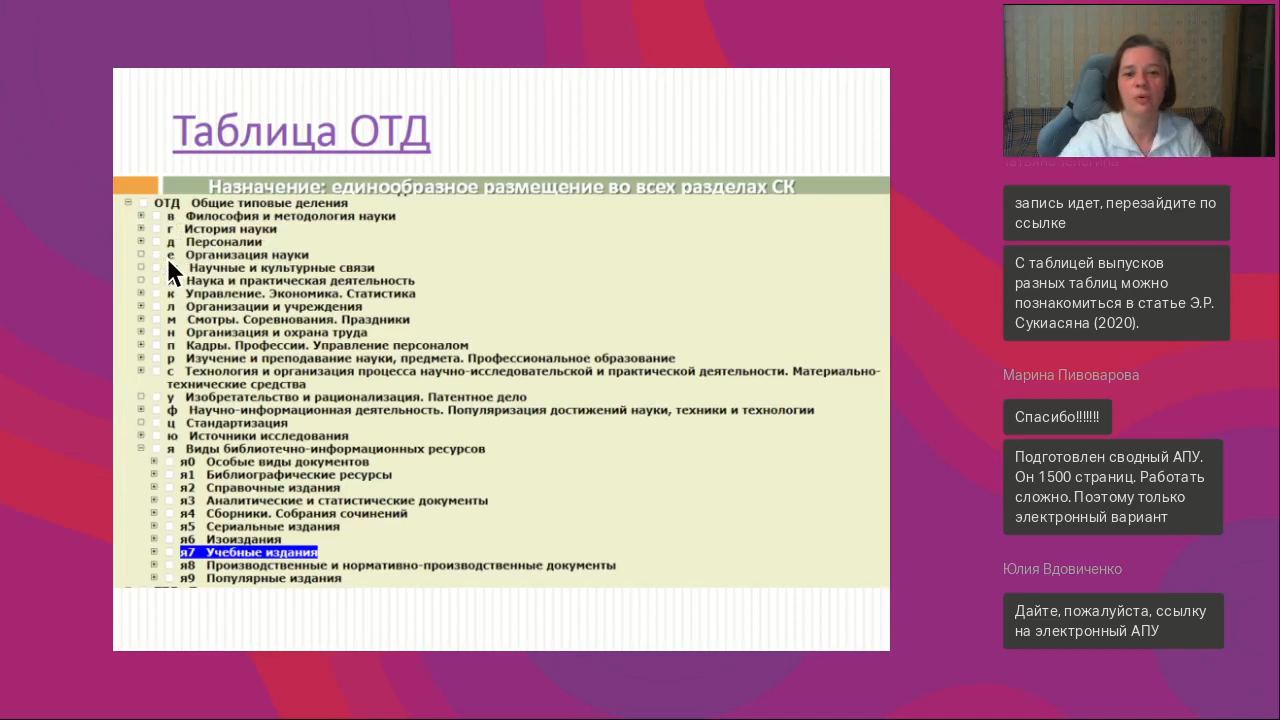 Таблица ОТД
Назначение: единообразное размещение во всех разделах СК
ОТД Общие типовые деления
в Философия и методология науки
г История науки
д Персоналии
е Организация науки
Научные и культурные связи
Наука и практическая деятельность
к Управление. Экономика. Статистика
л Организации и учреждения
м Смотры. Соревнования. Праздники
н Организация и охрана труда
п Кадры. Профессии. Управление персоналом
р Изучение и преподавание науки, предмета. Профессиональное образование
с Технология и организация процесса научно-исследовательской и практической деятельности. Материально-
технические средства
у Изобретательство и рационализация. Патентное дело
ф Научно-информационная деятельность. Популяризация достижений науки, техники и технологии
ц Стандартизация
ю Источники исследования
я Виды библиотечно-информационных ресурсов
я0 Особые виды документов
я1 Библиографические ресурсы
я2 Справочные издания
я3 Аналитические и статистические документы
я4 Сборники. Собрания сочинений
я5 Сериальные издания
я6 Изоиздания
я7 Учебные издания
я8 Производственные и нормативно-производственные документы
я9 Популярные издания
запись идет, перезайдите по
ссылке
С таблицей выпусков
разных таблиц можно
познакомиться в статье Э.Р.
Сукиасяна (2020).
Марина Пивоварова
Спасибо!!!!!!!
Подготовлен сводный АПУ.
Он 1500 страниц. Работать
сложно. Поэтому только
электронный вариант
Юлия Вдовиченко
Дайте, пожалуйста, ссылку
на электронный АПУ